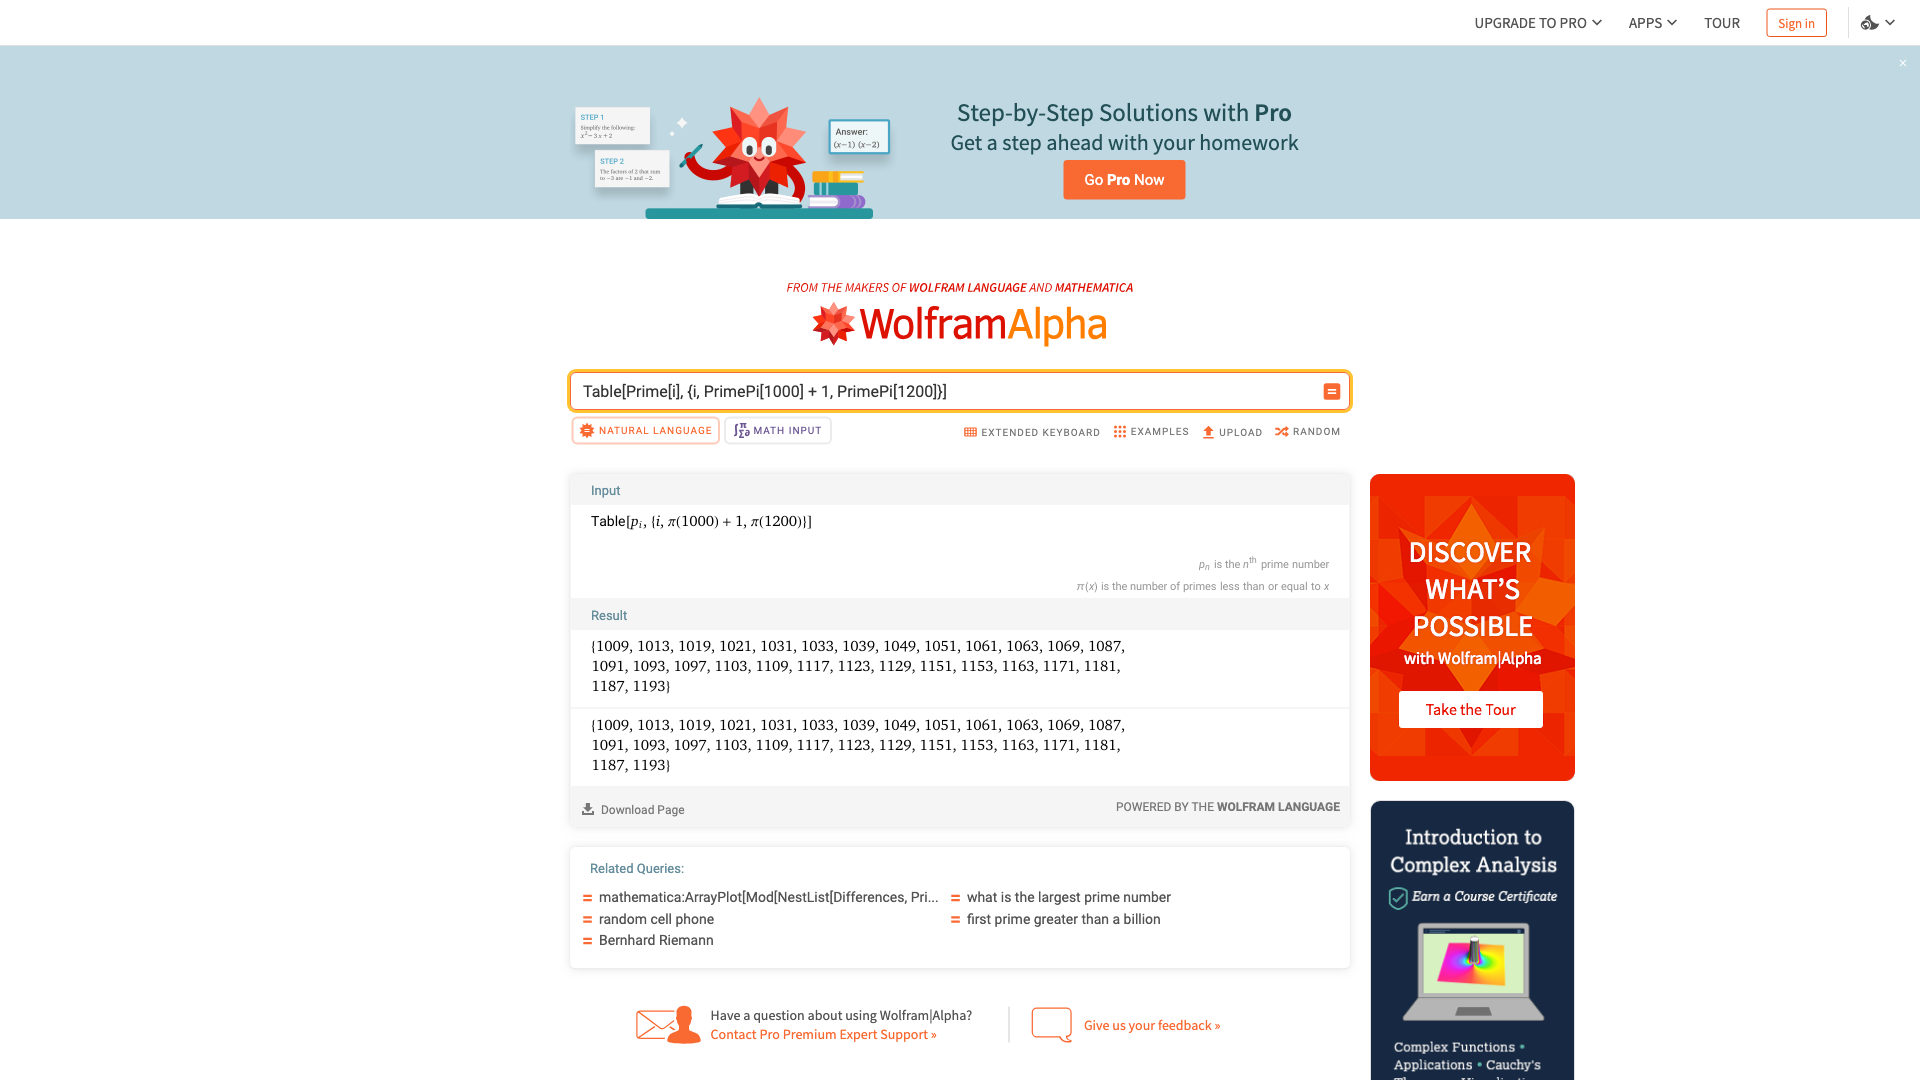 UPGRADE TO PRO
APPS
TOUR
Sign in
×
STEP 1
Simplify the following:
x²− 3 x + 2
STEP 2
The factors of 2 that sum
to −3 are −1 and −2.
Answer:
(x−1) (x−2)
Step-by-Step Solutions with Pro
Get a step ahead with your homework
Go Pro Now
FROM THE MAKERS OF WOLFRAM LANGUAGE AND MATHEMATICA
WolframAlpha
Table[Prime[i], {i, PrimePi[1000] + 1, PrimePi[1200]}]
NATURAL LANGUAGE
MATH INPUT
EXTENDED KEYBOARD
EXAMPLES
UPLOAD
RANDOM
Input
Table[pᵢ, {i, π(1000) + 1, π(1200)}]
pₙ is the nᵗʰ prime number
π(x) is the number of primes less than or equal to x
Result
{1009, 1013, 1019, 1021, 1031, 1033, 1039, 1049, 1051, 1061, 1063, 1069, 1087,
1091, 1093, 1097, 1103, 1109, 1117, 1123, 1129, 1151, 1153, 1163, 1171, 1181,
1187, 1193}
{1009, 1013, 1019, 1021, 1031, 1033, 1039, 1049, 1051, 1061, 1063, 1069, 1087,
1091, 1093, 1097, 1103, 1109, 1117, 1123, 1129, 1151, 1153, 1163, 1171, 1181,
1187, 1193}
Download Page
POWERED BY THE WOLFRAM LANGUAGE
Related Queries:
mathematica:ArrayPlot[Mod[NestList[Differences, Pri...
what is the largest prime number
random cell phone
first prime greater than a billion
Bernhard Riemann
Have a question about using Wolfram|Alpha?
Contact Pro Premium Expert Support »
Give us your feedback »
DISCOVER
WHAT'S
POSSIBLE
with Wolfram|Alpha
Take the Tour
Introduction to
Complex Analysis
Earn a Course Certificate
Complex Functions •
Applications • Cauchy's